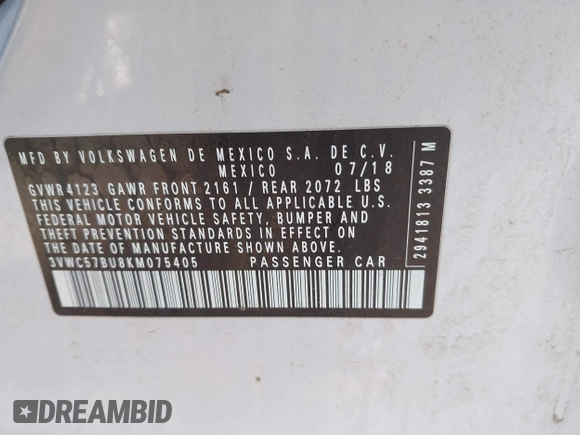 MFD BY VOLKSWAGEN DE MEXICO S.A. DE C.V.
MEXICO 07/18
GVWR 4123 GAWR FRONT 2161 / REAR 2072 LBS
THIS VEHICLE CONFORMS TO ALL APPLICABLE U.S.
FEDERAL MOTOR VEHICLE SAFETY, BUMPER AND
THEFT PREVENTION STANDARDS IN EFFECT ON
THE DATE OF MANUFACTURE SHOWN ABOVE.
3VWC57BU8KM075405 PASSENGER CAR
2941813 3387 M
DREAMBID